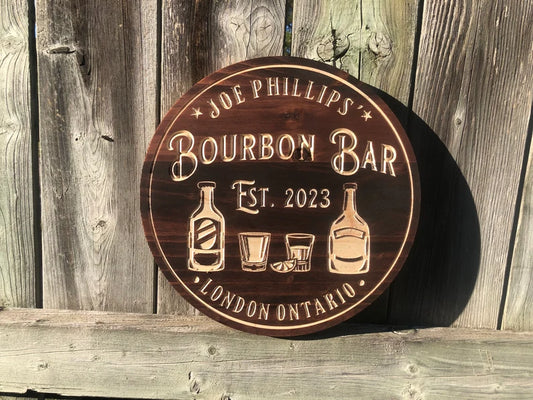 JOE PHILLIPS'
BOURBON BAR
EST. 2023
LONDON ONTARIO